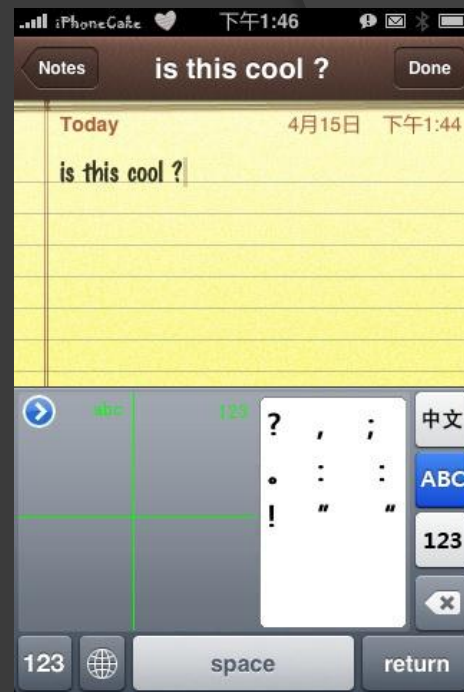 iPhoneCake 下午1:46
Notes is this cool ? Done
Today 4月15日 下午1:44
is this cool ?
abc 123
? , ; 中文
。 : : ABC
! " " 123
123 space return